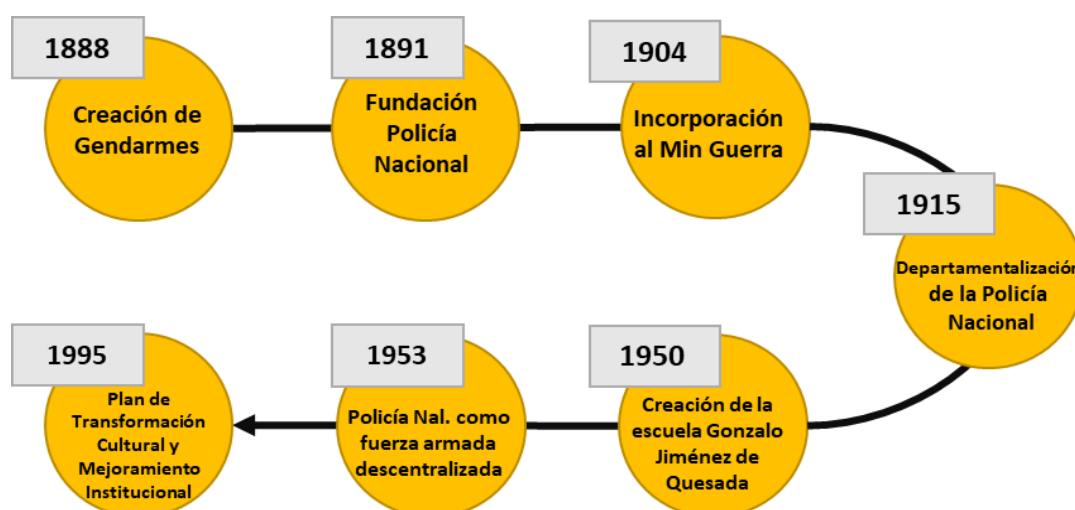 1888
Creación de
Gendarmes
1891
Fundación
Policía
Nacional
1904
Incorporación
al Min Guerra
1915
Departamentalización
de la Policía
Nacional
1950
Creación de la
escuela Gonzalo
Jiménez de
Quesada
1953
Policía Nal. como
fuerza armada
descentralizada
1995
Plan de
Transformación
Cultural y
Mejoramiento
Institucional